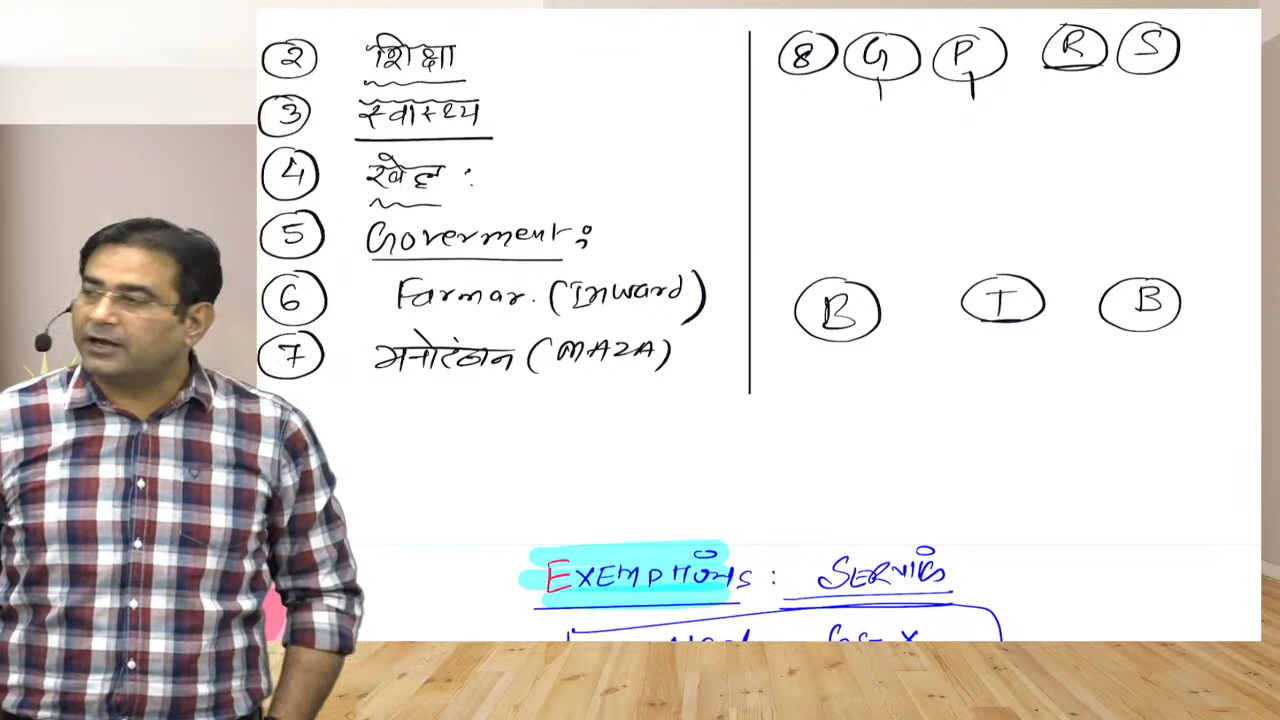 2 शिक्षा
3 स्वास्थ्य
4 खेल :
5 Goverment :
6 Farmar. (Inward)
7 मनोरंजन (MAZA)
8 G P R S
B T B
EXEMPTIONS : SERVICES